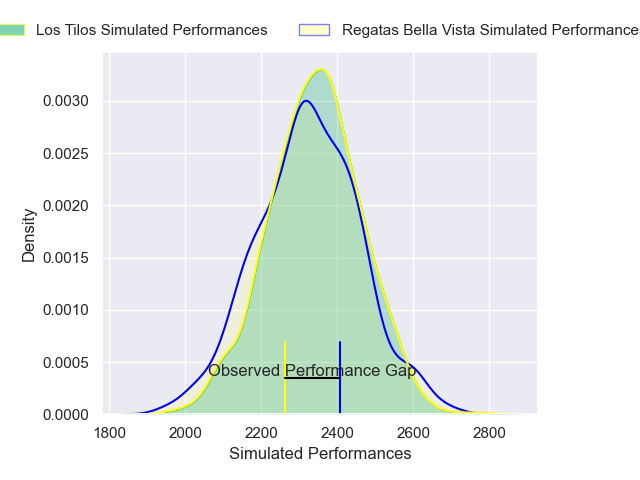 Los Tilos Simulated Performances
Regatas Bella Vista Simulated Performances
0.0030
0.0025
0.0020
0.0015
0.0010
0.0005
0.0000
Density
Observed Performance Gap
1800 2000 2200 2400 2600 2800
Simulated Performances